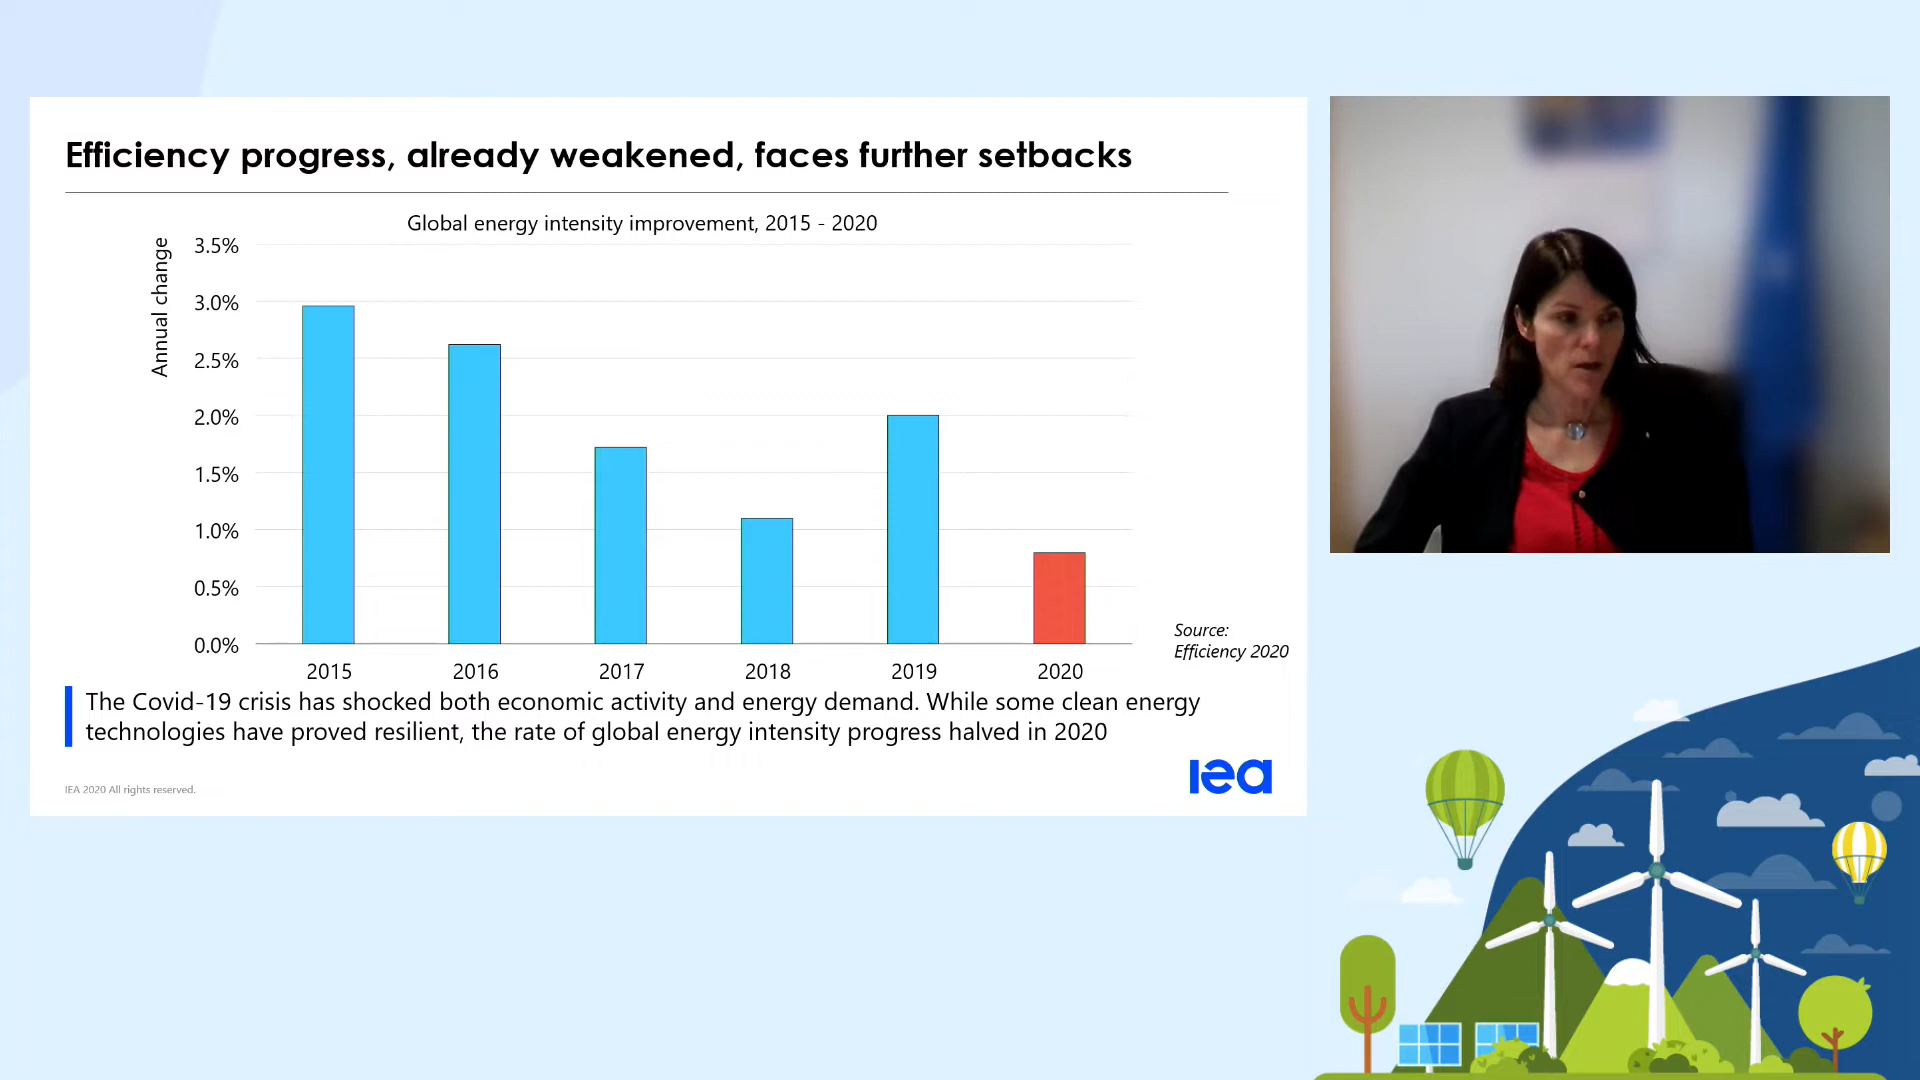 Efficiency progress, already weakened, faces further setbacks
Global energy intensity improvement, 2015 - 2020
Annual change
3.5%
3.0%
2.5%
2.0%
1.5%
1.0%
0.5%
0.0%
2015 2016 2017 2018 2019 2020
Source:
Efficiency 2020
The Covid-19 crisis has shocked both economic activity and energy demand. While some clean energy
technologies have proved resilient, the rate of global energy intensity progress halved in 2020
IEA 2020 All rights reserved.
iea